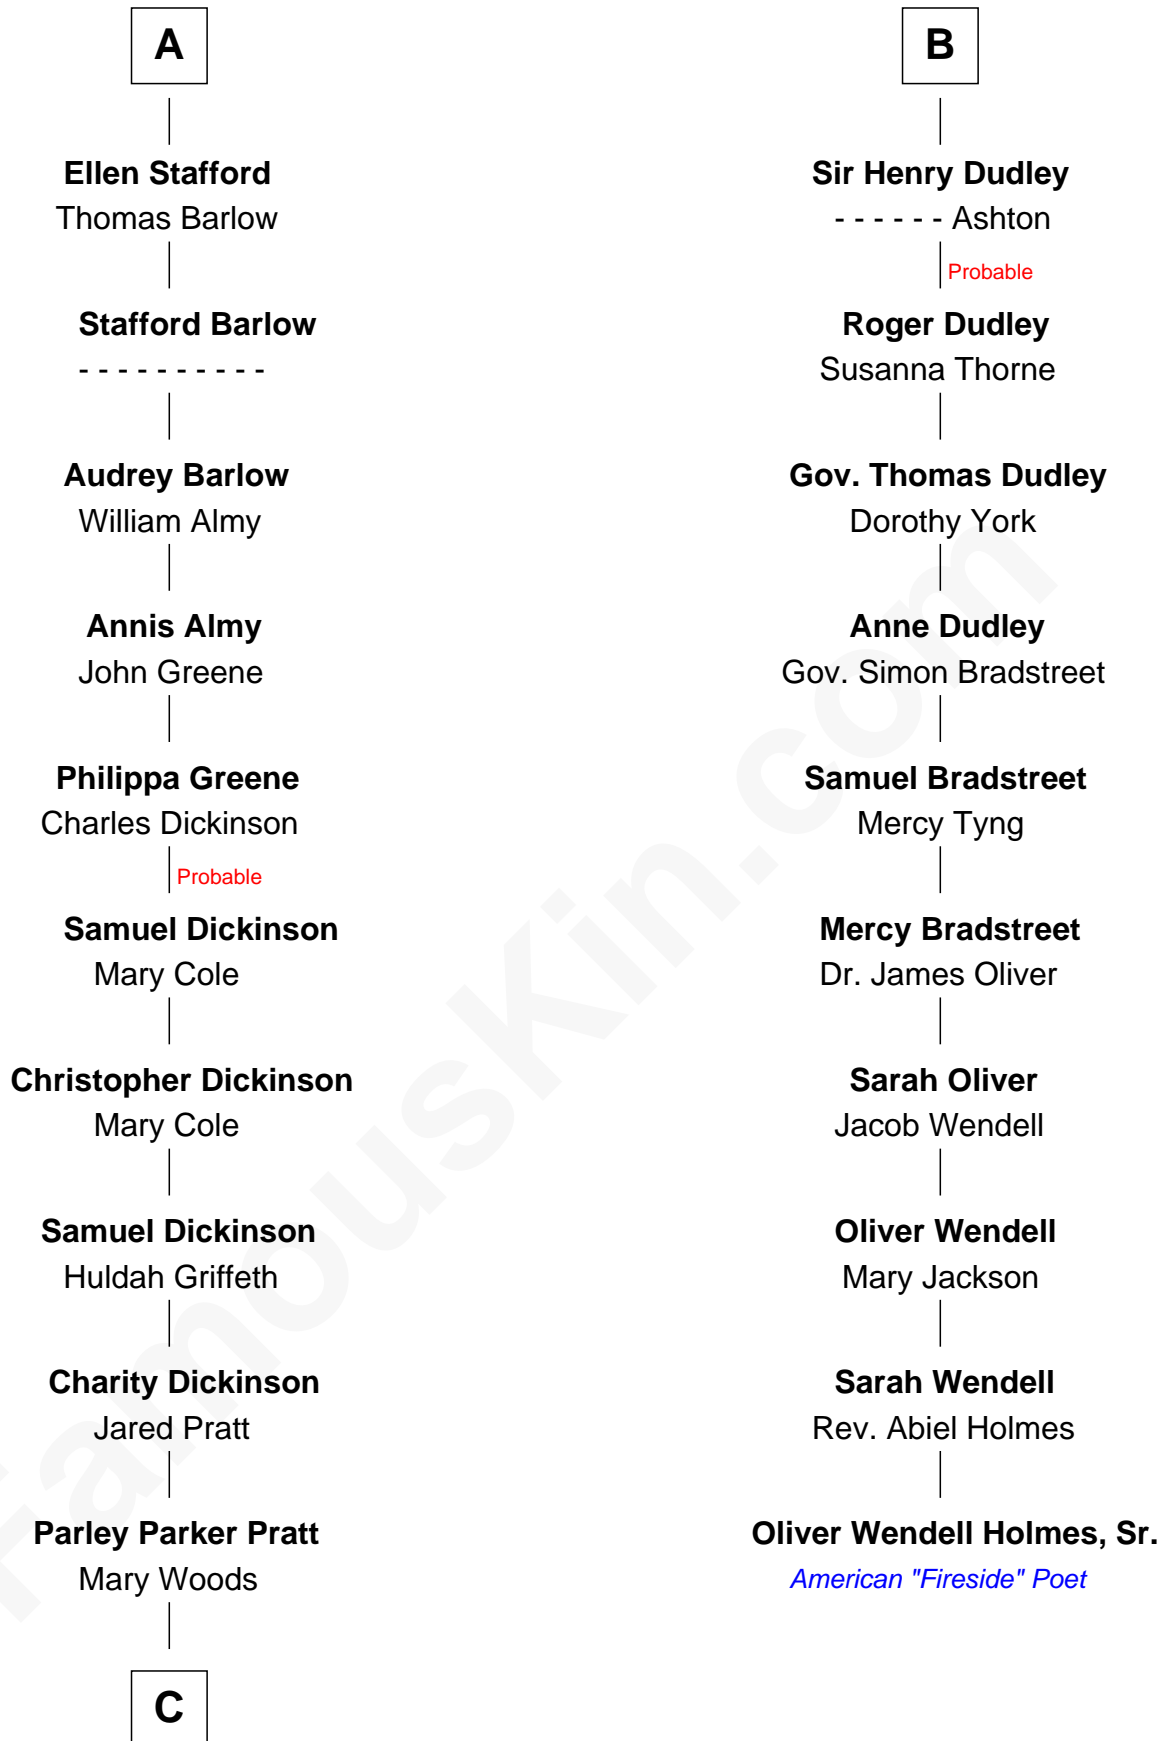 A
Ellen Stafford
Thomas Barlow
Stafford Barlow
- - - - - - - - - -
Audrey Barlow
William Almy
Annis Almy
John Greene
Philippa Greene
Charles Dickinson
Probable
Samuel Dickinson
Mary Cole
Christopher Dickinson
Mary Cole
Samuel Dickinson
Huldah Griffeth
Charity Dickinson
Jared Pratt
Parley Parker Pratt
Mary Woods
C
B
Sir Henry Dudley
- - - - - - Ashton
Probable
Roger Dudley
Susanna Thorne
Gov. Thomas Dudley
Dorothy York
Anne Dudley
Gov. Simon Bradstreet
Samuel Bradstreet
Mercy Tyng
Mercy Bradstreet
Dr. James Oliver
Sarah Oliver
Jacob Wendell
Oliver Wendell
Mary Jackson
Sarah Wendell
Rev. Abiel Holmes
Oliver Wendell Holmes, Sr.
American "Fireside" Poet
FamousKin.com